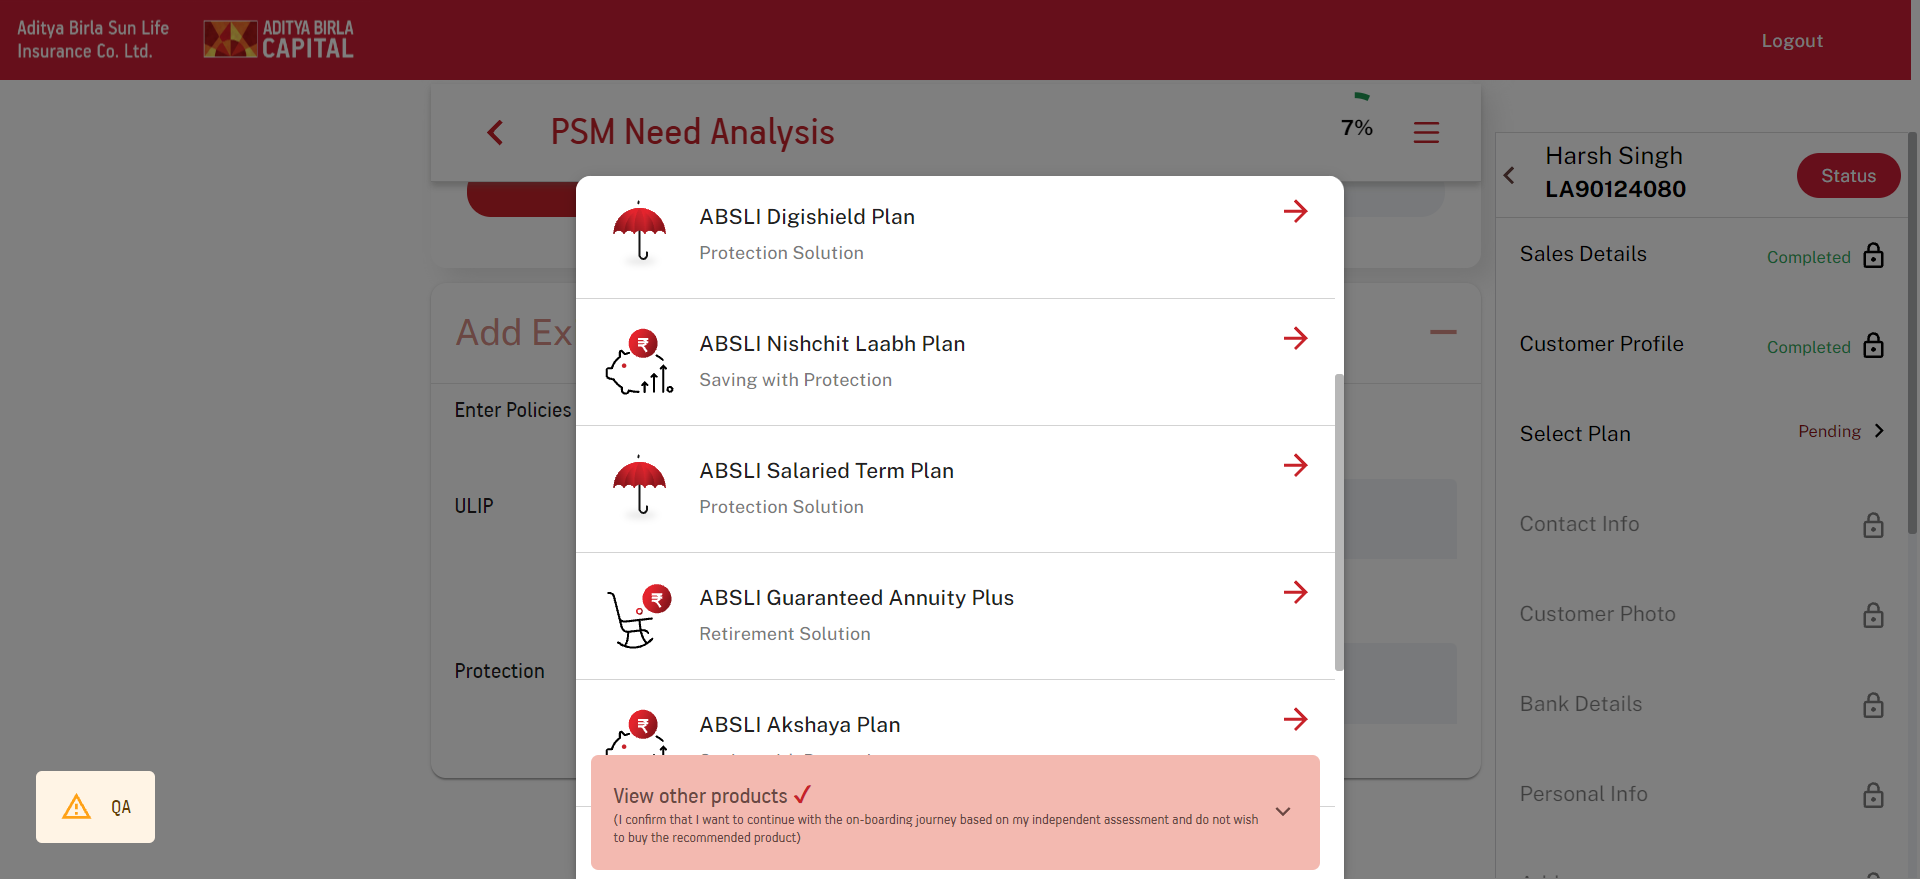 Aditya Birla Sun Life
Insurance Co. Ltd.
ADITYA BIRLA
CAPITAL
Logout
PSM Need Analysis
7%
Harsh Singh
LA90124080
Status
Sales Details
Completed
Customer Profile
Completed
Select Plan
Pending
Contact Info
Customer Photo
Bank Details
Personal Info
Add Ex
Enter Policies
ULIP
Protection
ABSLI Digishield Plan
Protection Solution
ABSLI Nishchit Laabh Plan
Saving with Protection
ABSLI Salaried Term Plan
Protection Solution
ABSLI Guaranteed Annuity Plus
Retirement Solution
ABSLI Akshaya Plan
View other products
(I confirm that I want to continue with the on-boarding journey based on my independent assessment and do not wish
to buy the recommended product)
QA